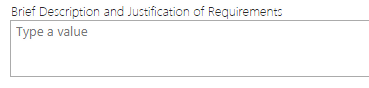 Brief Description and Justification of Requirements
Type a value